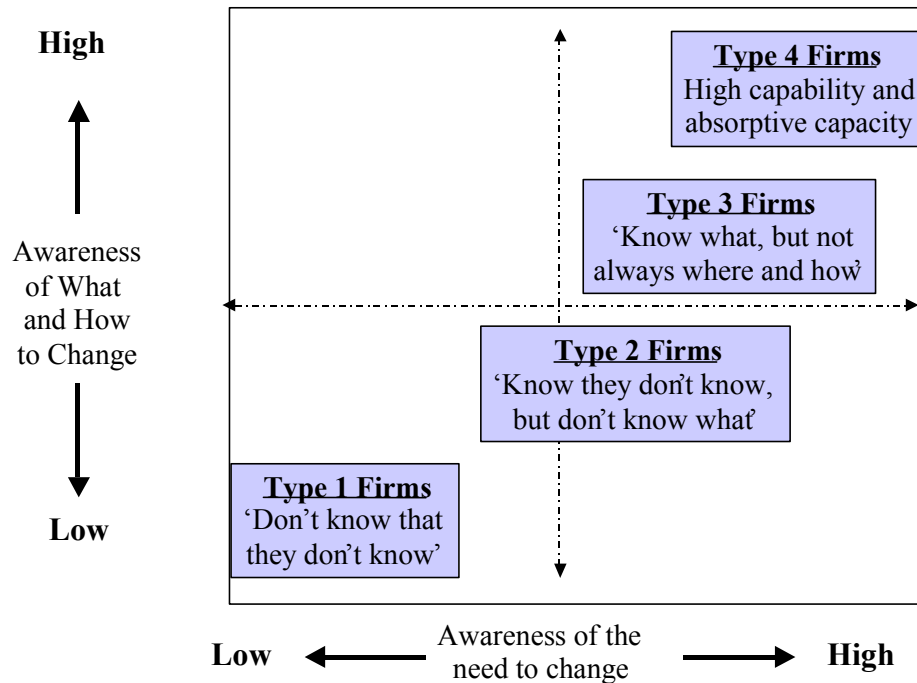 High
Awareness
of What
and How
to Change
Low
Type 4 Firms
High capability and
absorptive capacity
Type 3 Firms
‘Know what, but not
always where and how’
Type 2 Firms
‘Know they don’t know,
but don’t know what’
Type 1 Firms
‘Don’t know that
they don’t know’
Low
Awareness of the
need to change
High